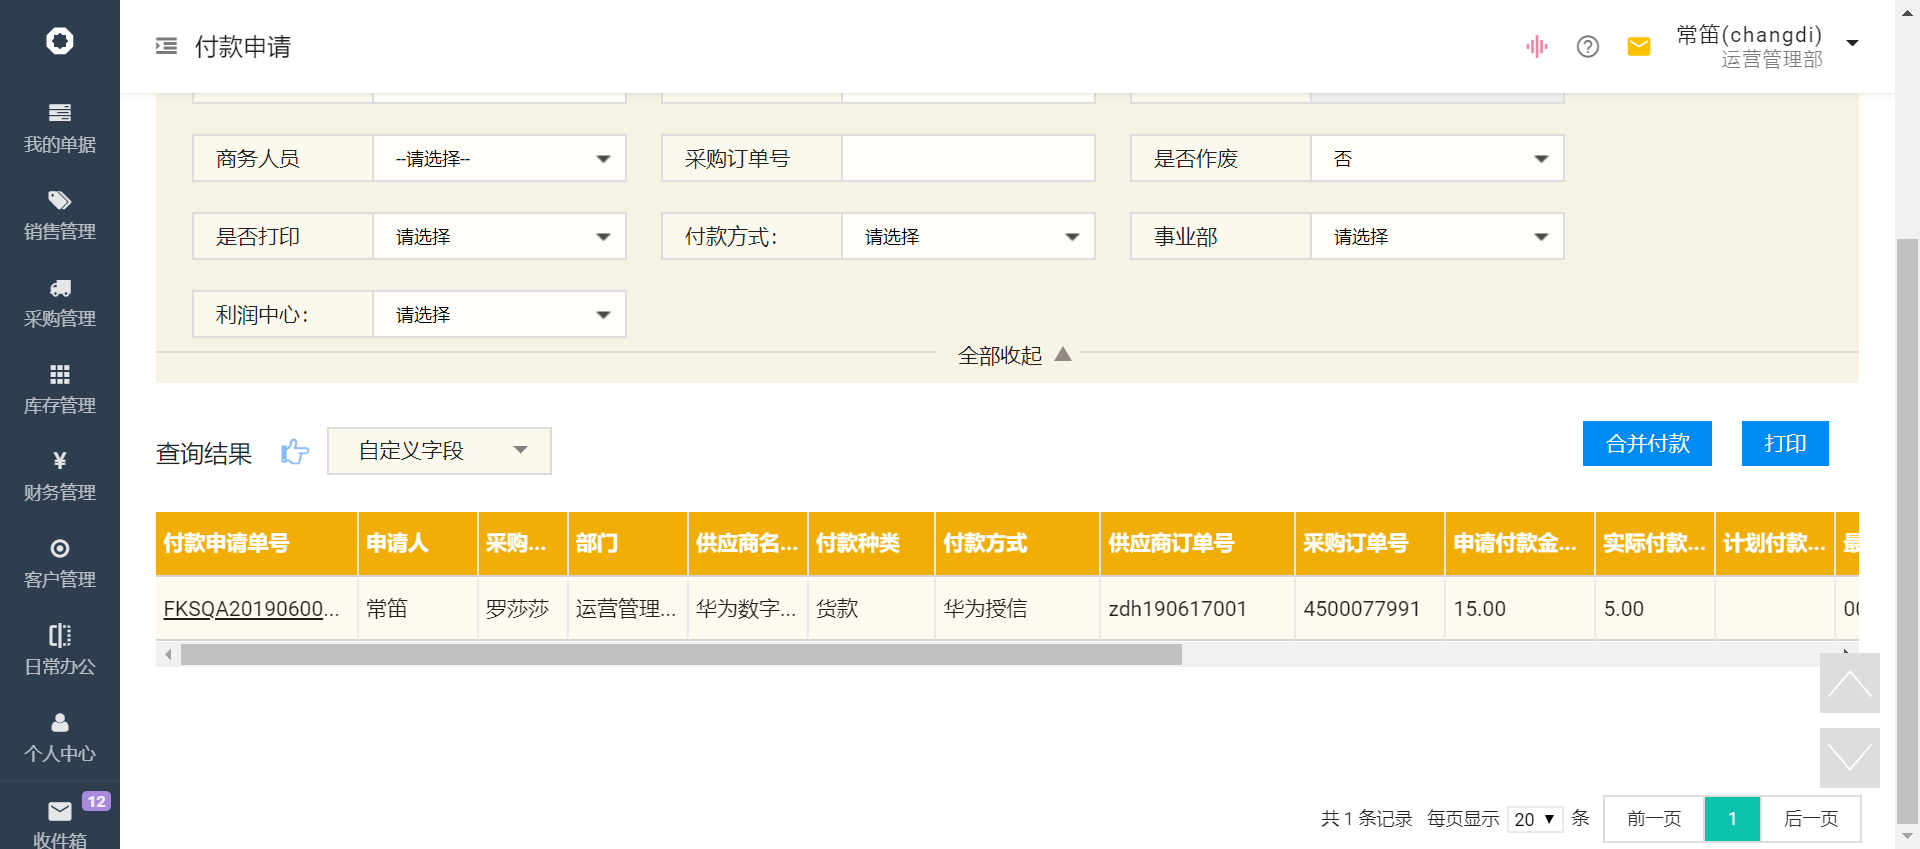 付款申请
常笛(changdi)
运营管理部
我的单据
销售管理
采购管理
库存管理
¥
财务管理
客户管理
日常办公
个人中心
12
收件箱
商务人员 --请选择-- 采购订单号 是否作废 否
是否打印 请选择 付款方式： 请选择 事业部 请选择
利润中心： 请选择
全部收起
查询结果 自定义字段 合并付款 打印
付款申请单号 申请人 采购... 部门 供应商名... 付款种类 付款方式 供应商订单号 采购订单号 申请付款金... 实际付款... 计划付款... 最
FKSQA20190600... 常笛 罗莎莎 运营管理... 华为数字... 货款 华为授信 zdh190617001 4500077991 15.00 5.00
共 1 条记录 每页显示 20 条 前一页 1 后一页